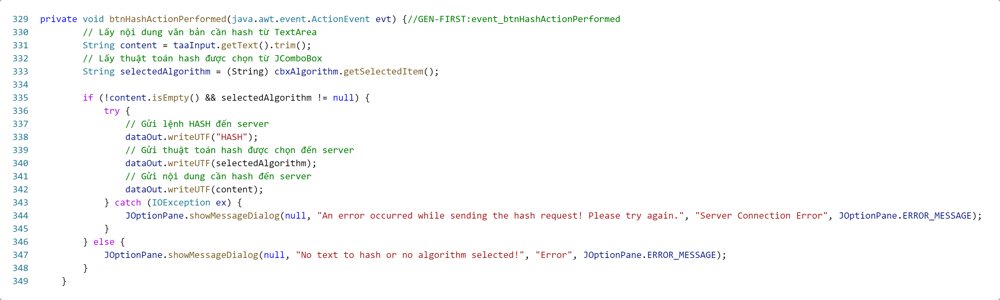 329 private void btnHashActionPerformed(java.awt.event.ActionEvent evt) {//GEN-FIRST:event_btnHashActionPerformed
330         // Lấy nội dung văn bản cần hash từ TextArea
331         String content = taaInput.getText().trim();
332         // Lấy thuật toán hash được chọn từ JComboBox
333         String selectedAlgorithm = (String) cbxAlgorithm.getSelectedItem();
334
335         if (!content.isEmpty() && selectedAlgorithm != null) {
336             try {
337                 // Gửi lệnh HASH đến server
338                 dataOut.writeUTF("HASH");
339                 // Gửi thuật toán hash được chọn đến server
340                 dataOut.writeUTF(selectedAlgorithm);
341                 // Gửi nội dung cần hash đến server
342                 dataOut.writeUTF(content);
343             } catch (IOException ex) {
344                 JOptionPane.showMessageDialog(null, "An error occurred while sending the hash request! Please try again.", "Server Connection Error", JOptionPane.ERROR_MESSAGE);
345             }
346         } else {
347             JOptionPane.showMessageDialog(null, "No text to hash or no algorithm selected!", "Error", JOptionPane.ERROR_MESSAGE);
348         }
349     }